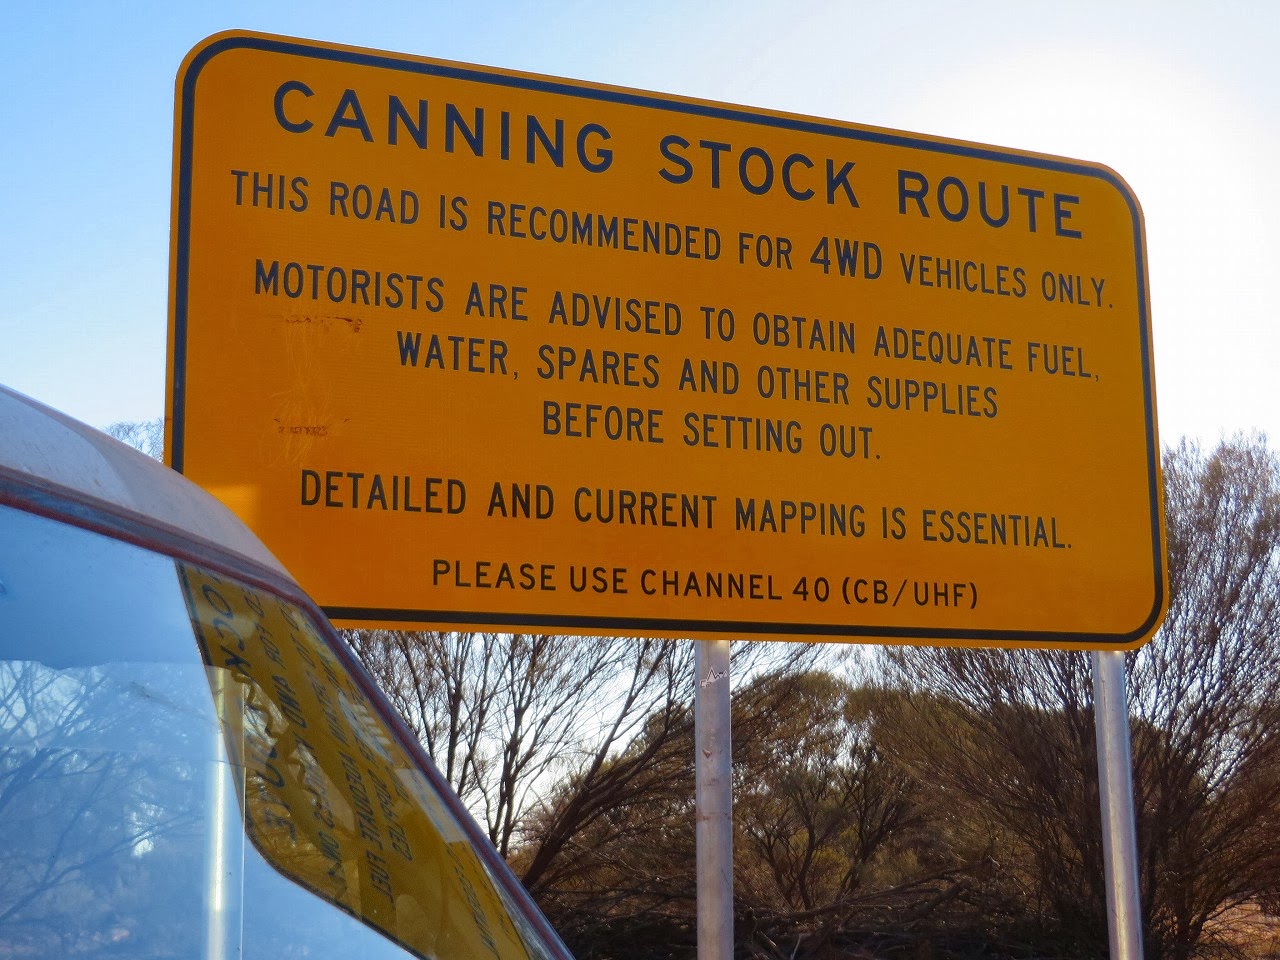 CANNING STOCK ROUTE
THIS ROAD IS RECOMMENDED FOR 4WD VEHICLES ONLY.
MOTORISTS ARE ADVISED TO OBTAIN ADEQUATE FUEL,
WATER, SPARES AND OTHER SUPPLIES
BEFORE SETTING OUT.
DETAILED AND CURRENT MAPPING IS ESSENTIAL.
PLEASE USE CHANNEL 40 (CB/UHF)